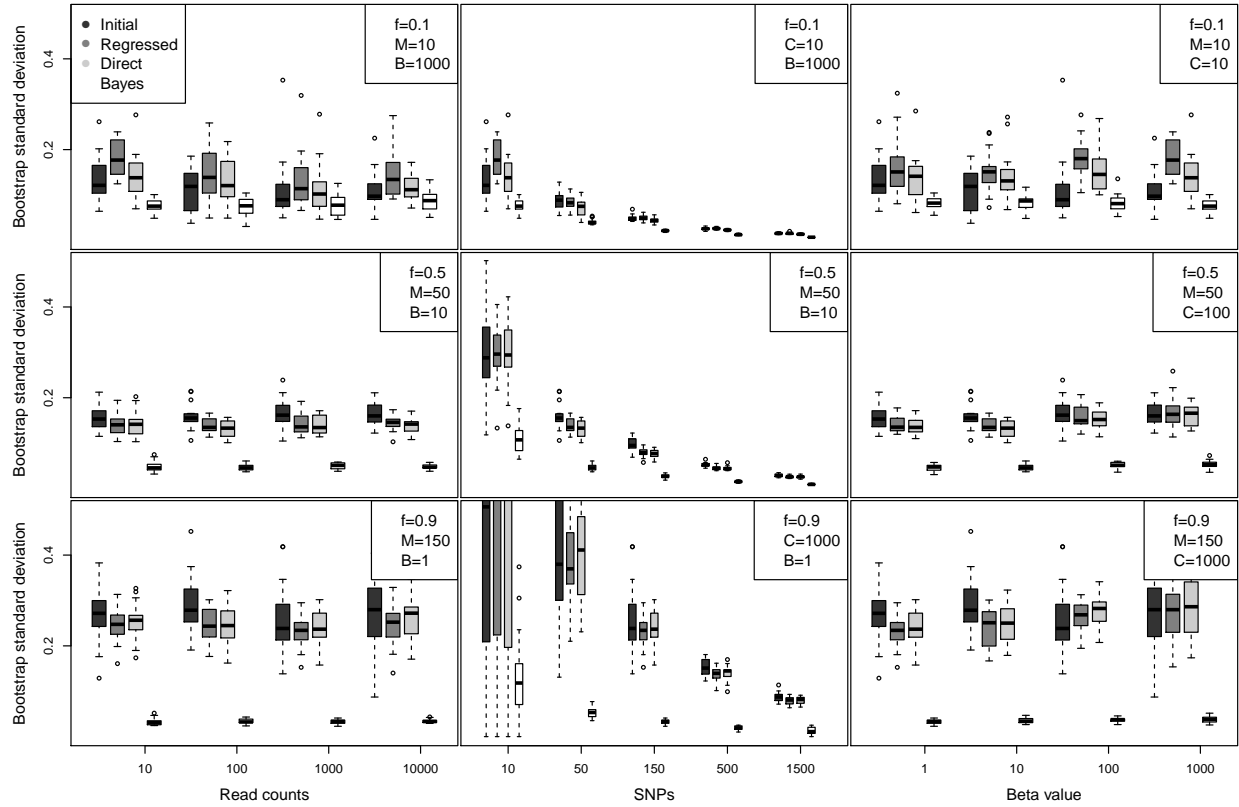 Initial
Regressed
Direct
Bayes
f=0.1
M=10
B=1000
f=0.1
C=10
B=1000
f=0.1
M=10
C=10
Bootstrap standard deviation
0.4
0.2
f=0.5
M=50
B=10
f=0.5
M=50
B=10
f=0.5
M=50
C=100
Bootstrap standard deviation
0.4
0.2
f=0.9
M=150
B=1
f=0.9
C=1000
B=1
f=0.9
M=150
C=1000
Bootstrap standard deviation
0.4
0.2
10 100 1000 10000
10 50 150 500 1500
1 10 100 1000
Read counts
SNPs
Beta value